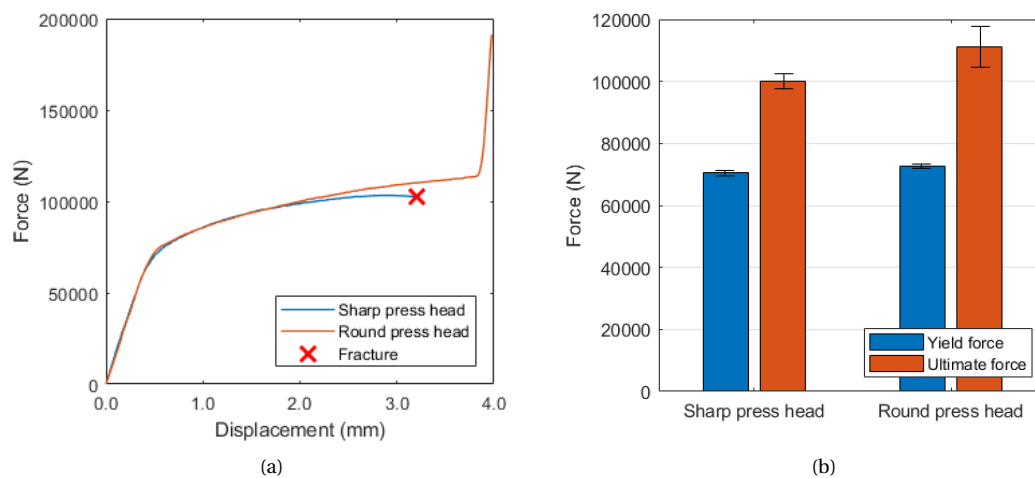 200000
150000
100000
50000
0
Force (N)
0.0 1.0 2.0 3.0 4.0
Displacement (mm)
Sharp press head
Round press head
Fracture
(a)
120000
100000
80000
60000
40000
20000
0
Force (N)
Sharp press head Round press head
Yield force
Ultimate force
(b)